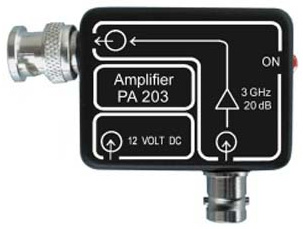 ON
Amplifier
PA 203
3 GHz
20 dB
12 VOLT DC